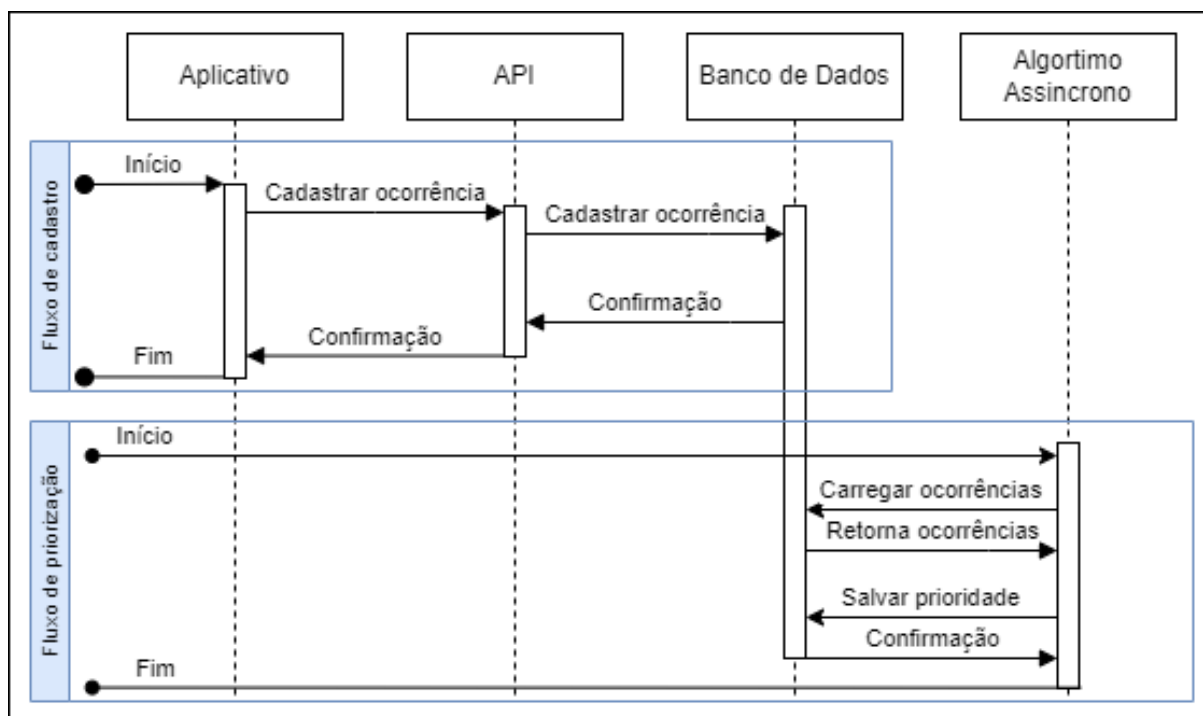 Aplicativo
API
Banco de Dados
Algortimo
Assincrono
Fluxo de cadastro
Início
Cadastrar ocorrência
Cadastrar ocorrência
Confirmação
Confirmação
Fim
Fluxo de priorização
Início
Carregar ocorrências
Retorna ocorrências
Salvar prioridade
Confirmação
Fim